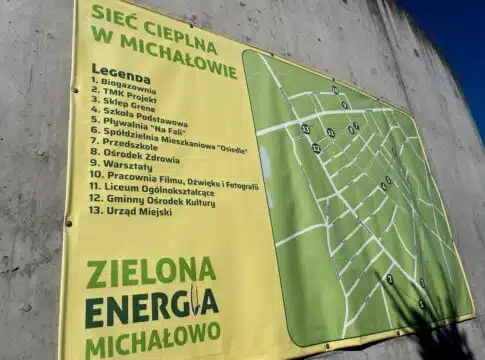 SIEĆ CIEPLNA
W MICHAŁOWIE
Legenda
1. Biogazownia
2. TMK Projekt
3. Sklep Grene
4. Szkoła Podstawowa
5. Pływalnia "Na Fali"
6. Spółdzielnia Mieszkaniowa "Osiedle"
7. Przedszkole
8. Ośrodek Zdrowia
9. Warsztaty
10. Pracownia Filmu, Dźwięku i Fotografii
11. Liceum Ogólnokształcące
12. Gminny Ośrodek Kultury
13. Urząd Miejski
ZIELONA
ENERGIA
MICHAŁOWO